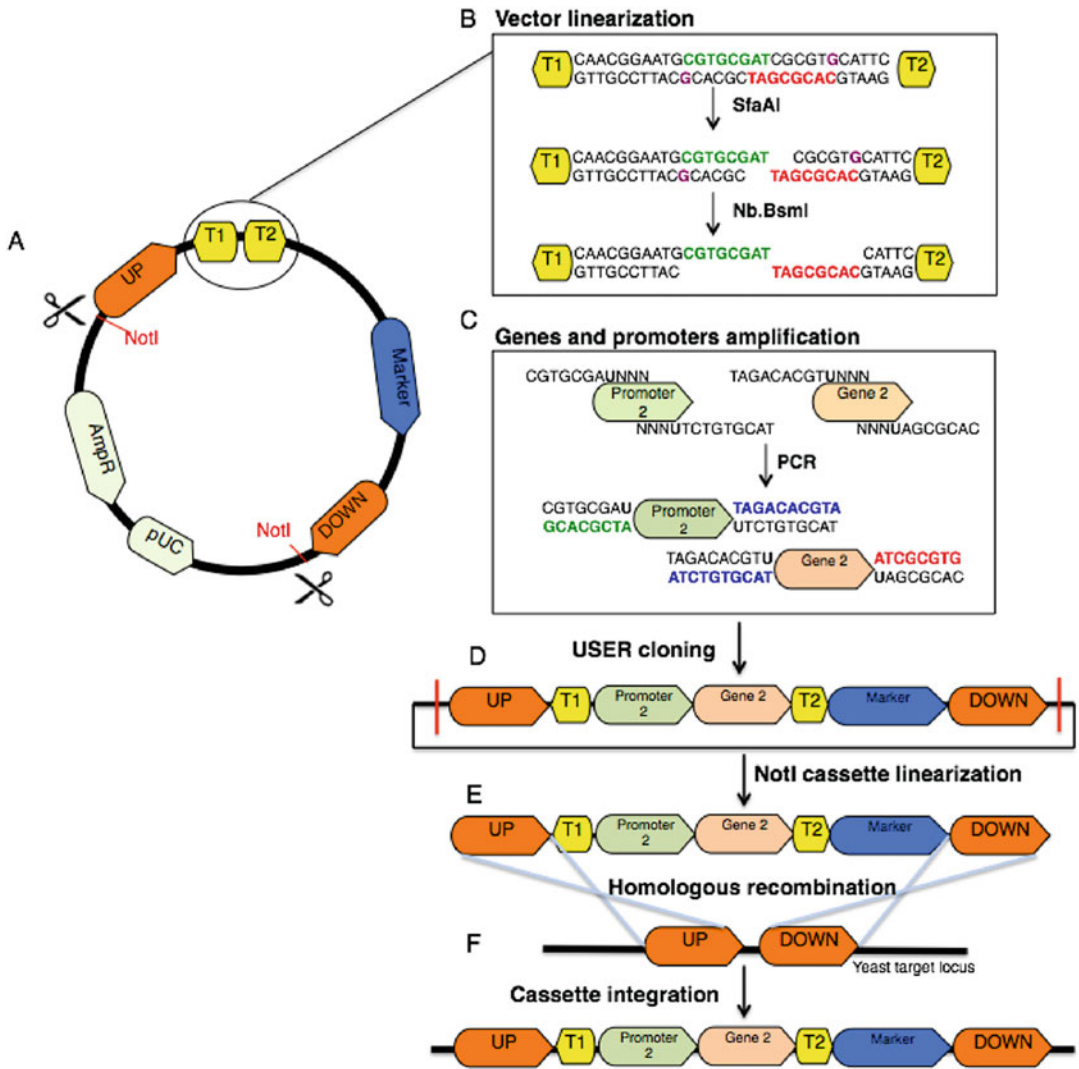 A
UP
T1
T2
NotI
Marker
AmpR
pUC
NotI
DOWN
B Vector linearization
T1 CAACGGAATGCGTGCGATCGCGTGCATTC T2
GTTGCCTTACGCACGCTAGCGCACGTAAG
SfaAI
T1 CAACGGAATGCGTGCGAT CGCGTGCATTC T2
GTTGCCTTACGCACGC TAGCGCACGTAAG
Nb.BsmI
T1 CAACGGAATGCGTGCGAT CATTC T2
GTTGCCTTAC TAGCGCACGTAAG
C Genes and promoters amplification
CGTGCGAUNNN TAGACACGTUNNN
Promoter
2
Gene 2
NNNUTCTGTGCAT NNNUAGCGCAC
PCR
CGTGCGAU Promoter TAGACACGTA
GCACGCTA 2 UTCTGTGCAT
TAGACACGTU Gene 2 ATCGCGTG
ATCTGTGCAT UAGCGCAC
USER cloning
D
UP T1 Promoter
2 Gene 2 T2 Marker DOWN
NotI cassette linearization
E
UP T1 Promoter
2 Gene 2 T2 Marker DOWN
Homologous recombination
F
UP DOWN
Yeast target locus
Cassette integration
UP T1 Promoter
2 Gene 2 T2 Marker DOWN